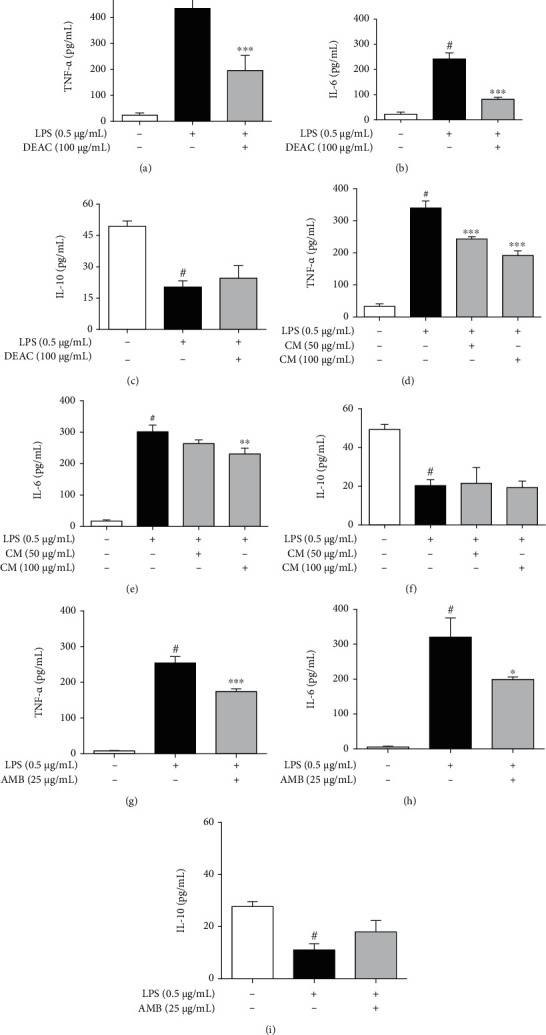 TNF-α (pg/mL)
400
300
200
100
0
***
LPS (0.5 μg/mL) – + +
DEAC (100 μg/mL) – – +
(a)
IL-6 (pg/mL)
400
300
200
100
0
#
***
LPS (0.5 μg/mL) – + +
DEAC (100 μg/mL) – – +
(b)
IL-10 (pg/mL)
60
45
30
15
0
#
LPS (0.5 μg/mL) – + +
DEAC (100 μg/mL) – – +
(c)
TNF-α (pg/mL)
400
300
200
100
0
#
***
***
LPS (0.5 μg/mL) – + + +
CM (50 μg/mL) – – + –
CM (100 μg/mL) – – – +
(d)
IL-6 (pg/mL)
400
300
200
100
0
#
**
LPS (0.5 μg/mL) – + + +
CM (50 μg/mL) – – + –
CM (100 μg/mL) – – – +
(e)
IL-10 (pg/mL)
60
40
20
0
#
LPS (0.5 μg/mL) – + + +
CM (50 μg/mL) – – + –
CM (100 μg/mL) – – – +
(f)
TNF-α (pg/mL)
400
300
200
100
0
#
***
LPS (0.5 μg/mL) – + +
AMB (25 μg/mL) – – +
(g)
IL-6 (pg/mL)
400
300
200
100
0
#
*
LPS (0.5 μg/mL) – + +
AMB (25 μg/mL) – – +
(h)
IL-10 (pg/mL)
60
40
20
0
#
LPS (0.5 μg/mL) – + +
AMB (25 μg/mL) – – +
(i)